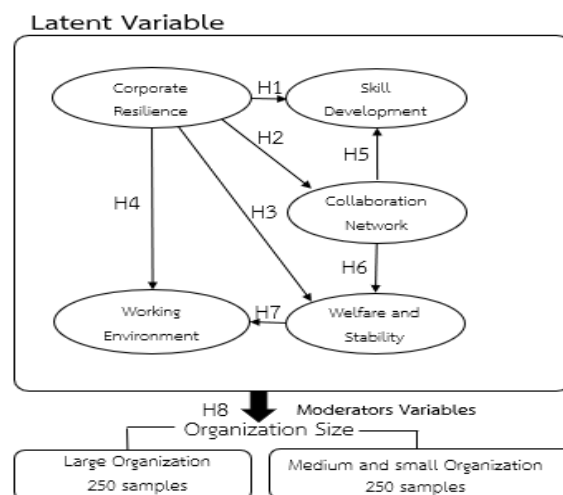 Latent Variable
Corporate
Resilience
H1
Skill
Development
H2
H5
H4
H3
Collaboration
Network
H6
Working
Environment
H7
Welfare and
Stability
H8
Moderators Variables
Organization Size
Large Organization
250 samples
Medium and small Organization
250 samples